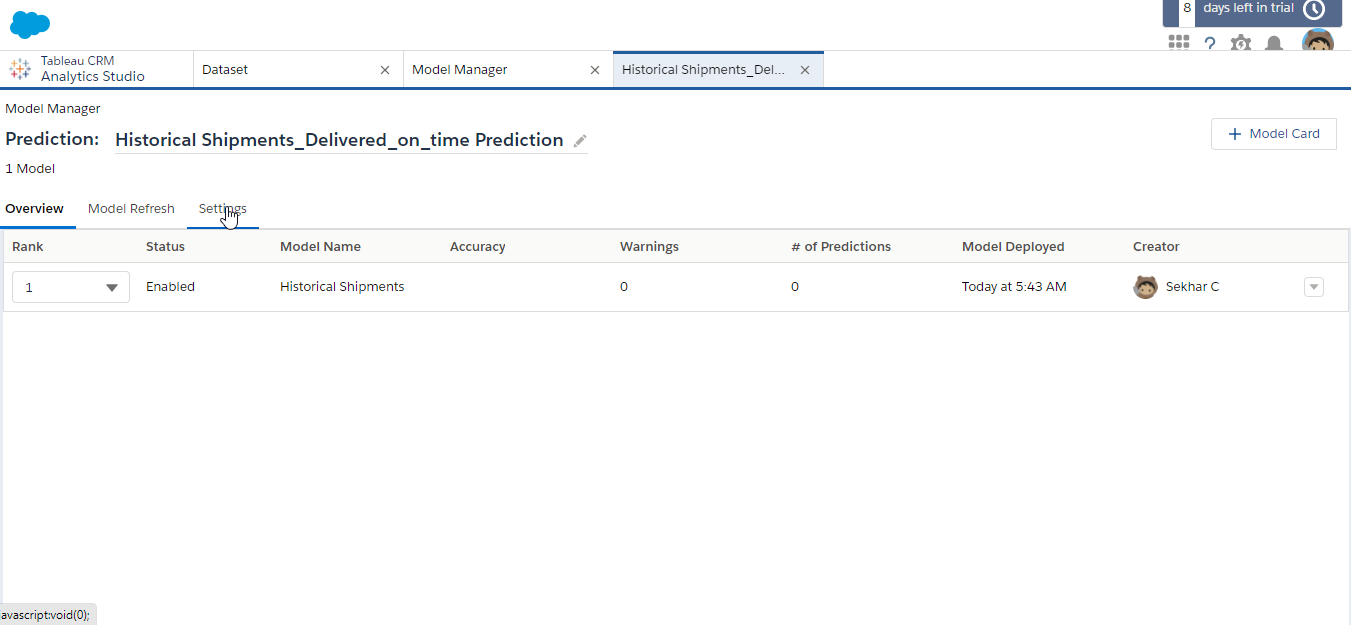 8 days left in trial
?
Tableau CRM
Analytics Studio
Dataset
Model Manager
Historical Shipments_Del...
Model Manager
Prediction: Historical Shipments_Delivered_on_time Prediction
+ Model Card
1 Model
Overview Model Refresh Settings
Rank Status Model Name Accuracy Warnings # of Predictions Model Deployed Creator
1 Enabled Historical Shipments 0 0 Today at 5:43 AM Sekhar C
avascript:void(0);